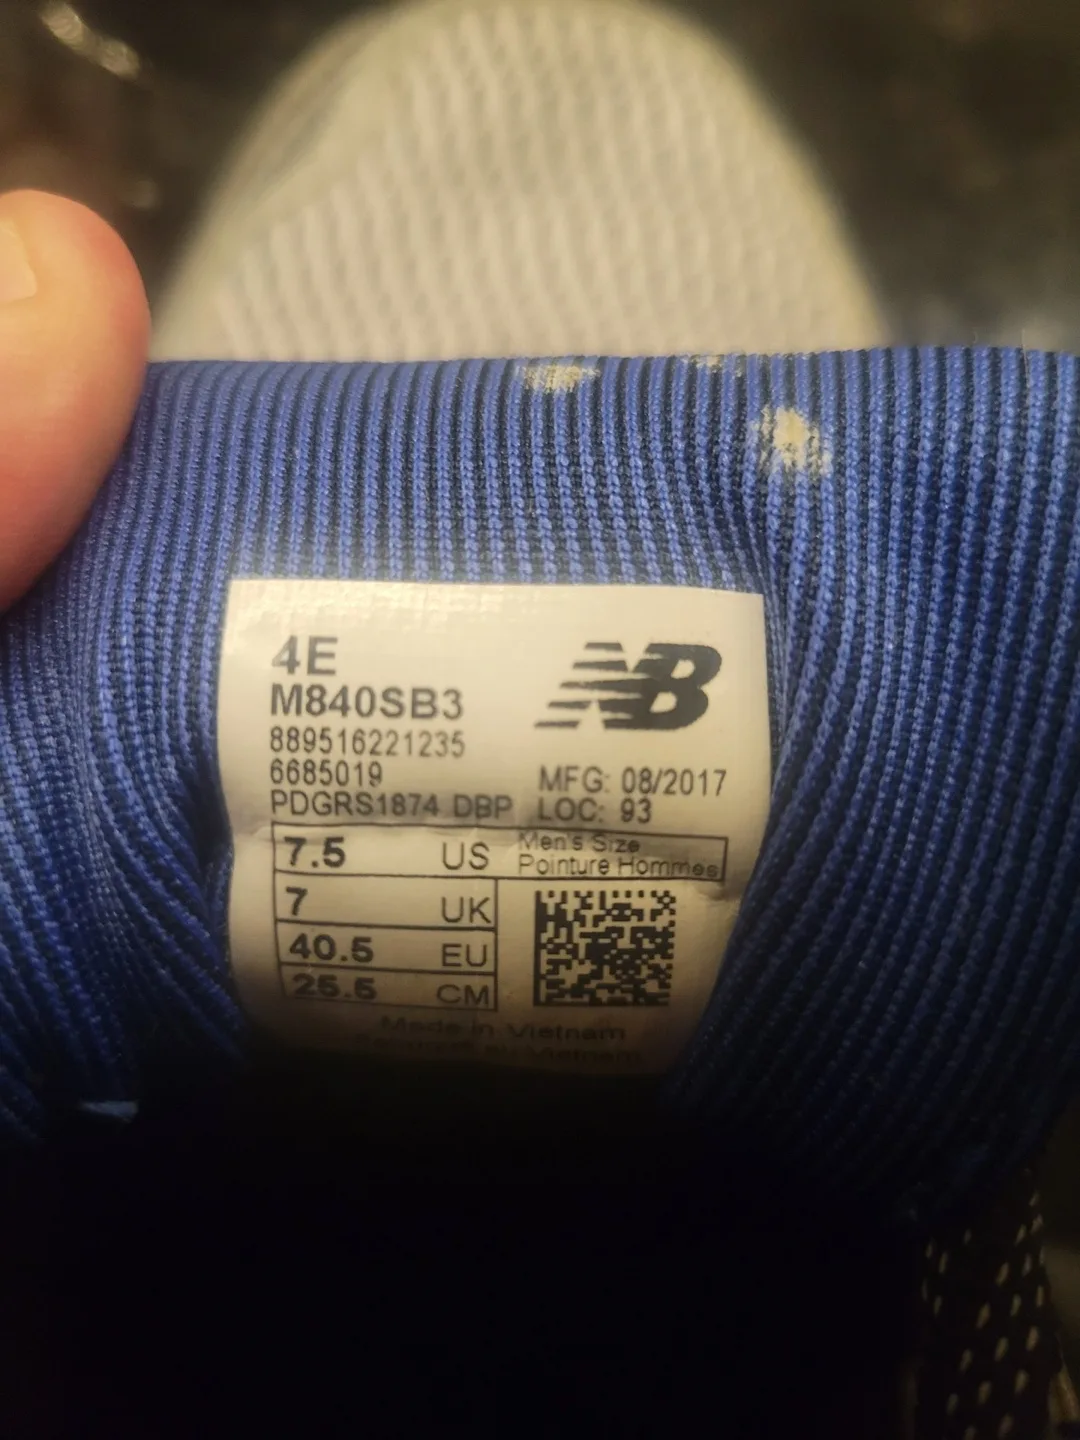 4E
NB
M840SB3
889516221235
6685019
MFG: 08/2017
PDGRS1874 DBP
LOC: 93
7.5 US
Men's Size
Pointure Hommes
7 UK
40.5 EU
25.5 CM
Made in Vietnam